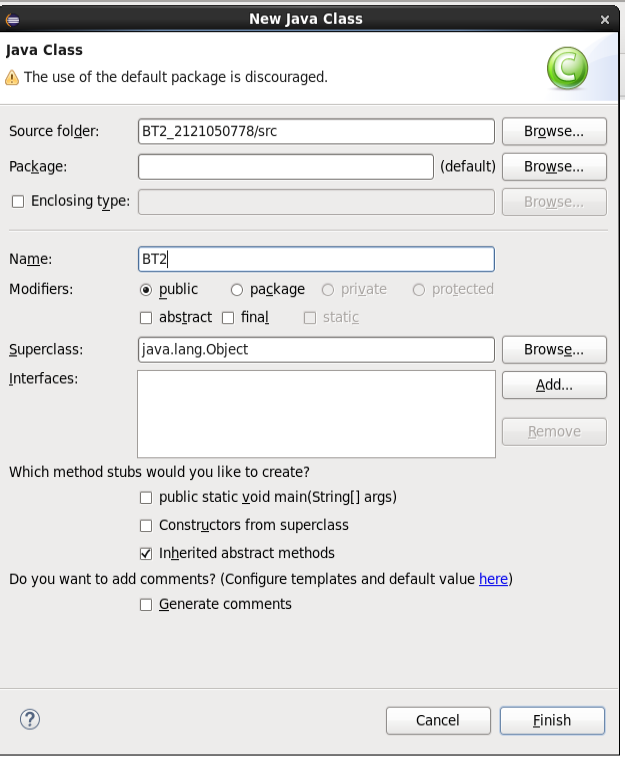 New Java Class
Java Class
The use of the default package is discouraged.
Source folder: BT2_2121050778/src Browse...
Package: (default) Browse...
Enclosing type: Browse...
Name: BT2
Modifiers: public package private protected
abstract final static
Superclass: java.lang.Object Browse...
Interfaces: Add...
Remove
Which method stubs would you like to create?
public static void main(String[] args)
Constructors from superclass
Inherited abstract methods
Do you want to add comments? (Configure templates and default value here)
Generate comments
Cancel Finish